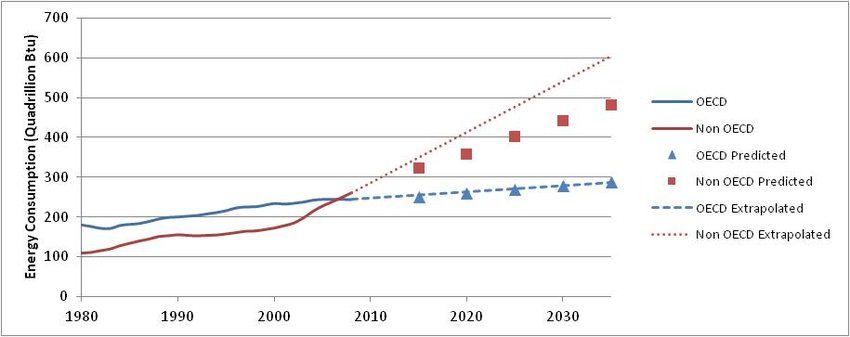 Energy Consumption (Quadrillion Btu)
700
600
500
400
300
200
100
0
1980
1990
2000
2010
2020
2030
OECD
Non OECD
OECD Predicted
Non OECD Predicted
OECD Extrapolated
Non OECD Extrapolated